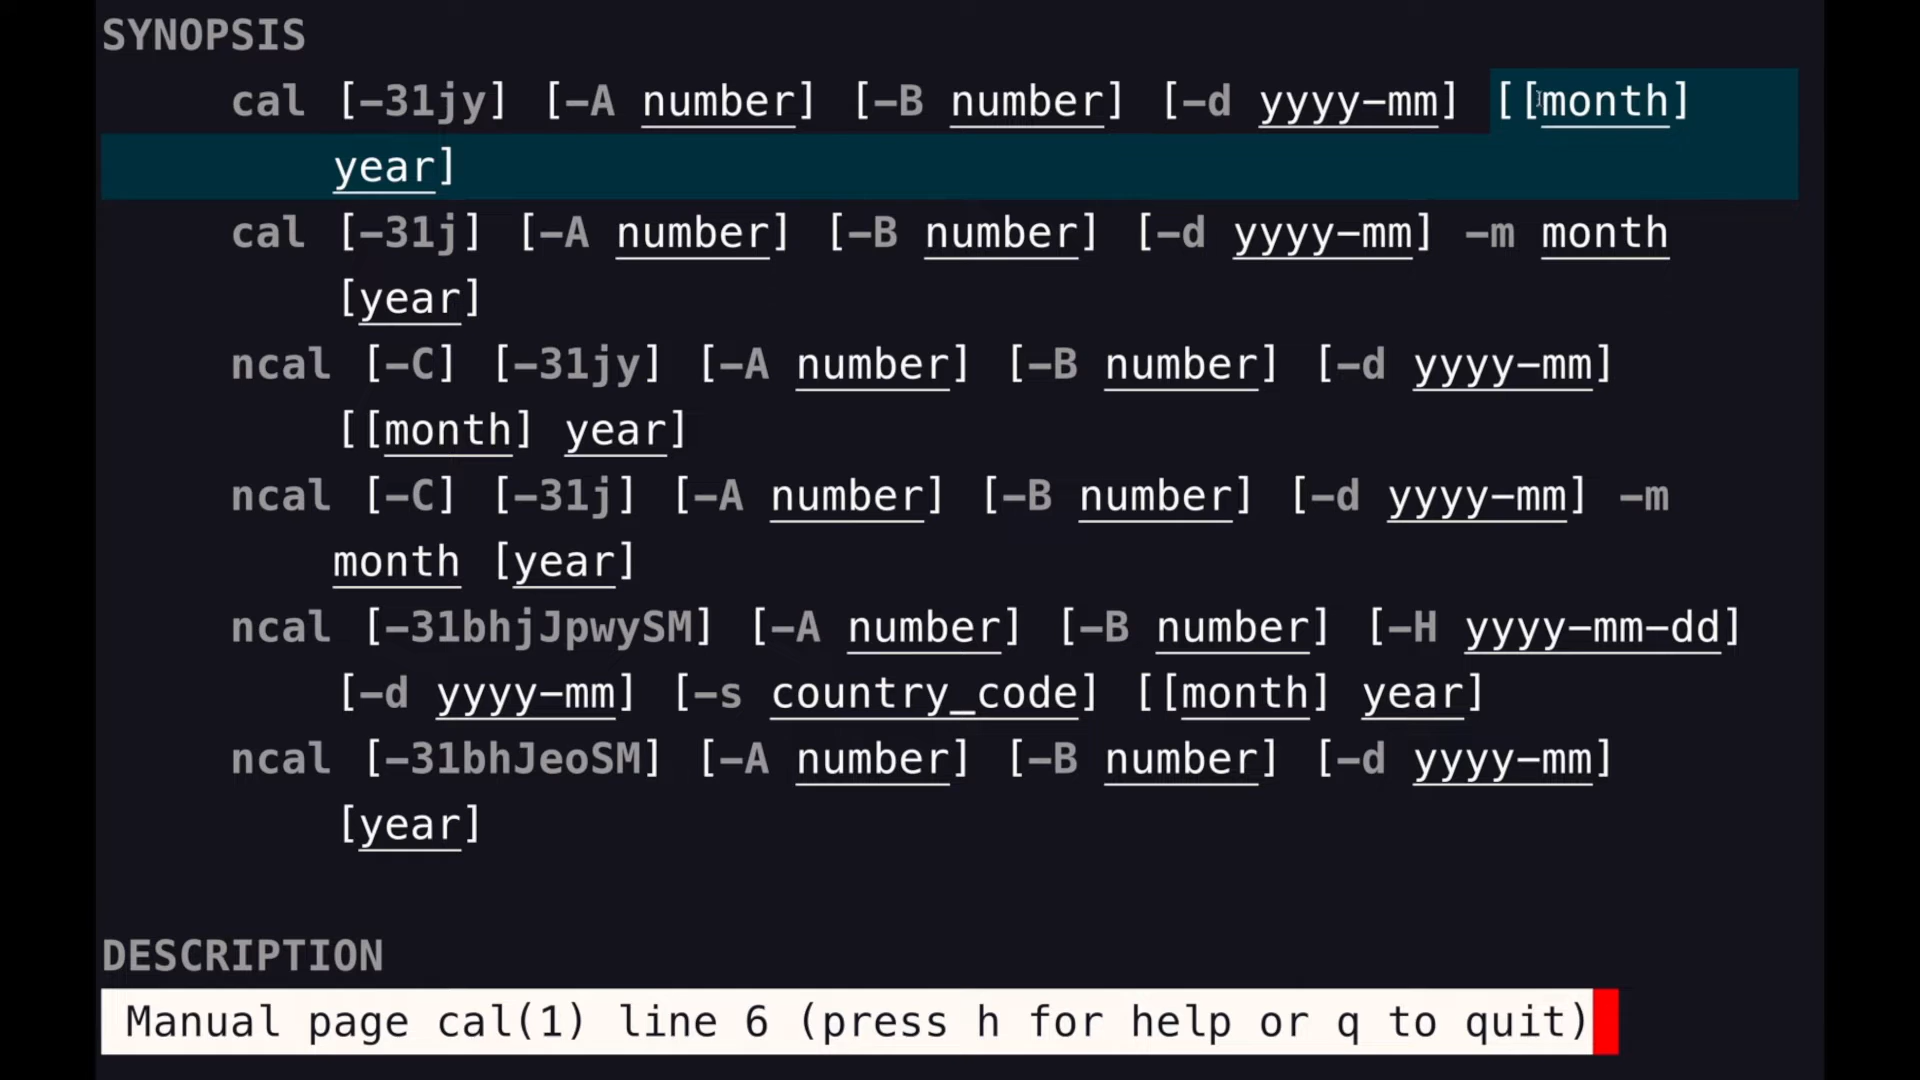 SYNOPSIS
cal [-31jy] [-A number] [-B number] [-d yyyy-mm] [[month]
year]
cal [-31j] [-A number] [-B number] [-d yyyy-mm] -m month
[year]
ncal [-C] [-31jy] [-A number] [-B number] [-d yyyy-mm]
[[month] year]
ncal [-C] [-31j] [-A number] [-B number] [-d yyyy-mm] -m
month [year]
ncal [-31bhjJpwySM] [-A number] [-B number] [-H yyyy-mm-dd]
[-d yyyy-mm] [-s country_code] [[month] year]
ncal [-31bhJeoSM] [-A number] [-B number] [-d yyyy-mm]
[year]
DESCRIPTION
Manual page cal(1) line 6 (press h for help or q to quit)